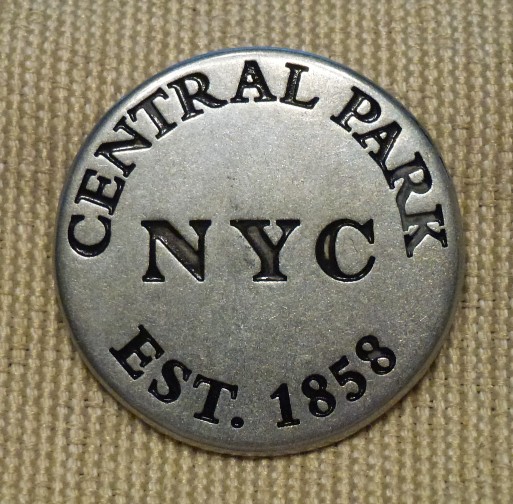 CENTRAL PARK
NYC
EST. 1858